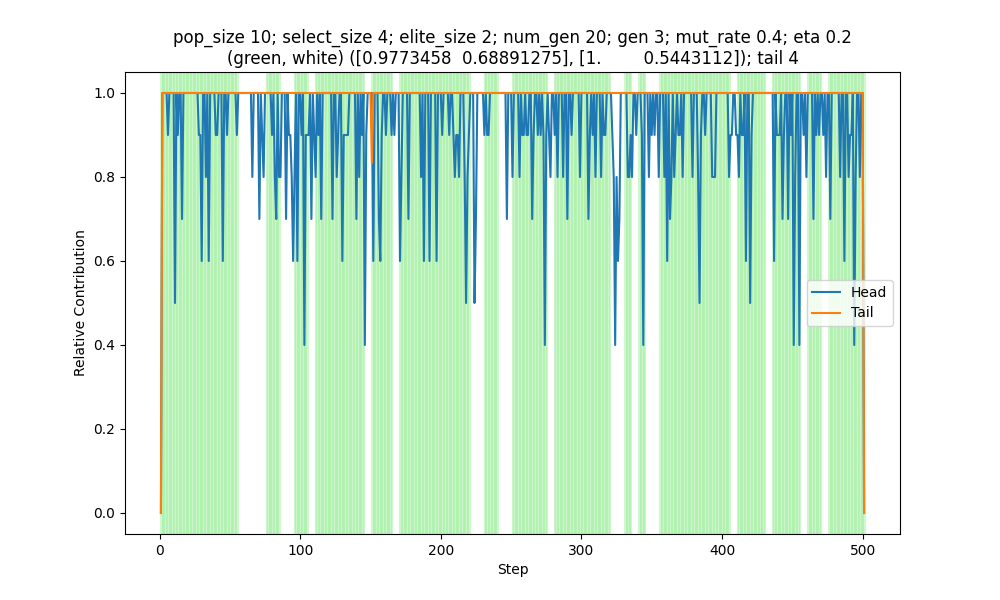 pop_size 10; select_size 4; elite_size 2; num_gen 20; gen 3; mut_rate 0.4; eta 0.2
(green, white) ([0.9773458  0.68891275], [1.         0.5443112]); tail 4
1.0
0.8
0.6
0.4
0.2
0.0
Relative Contribution
Head
Tail
0
100
200
300
400
500
Step